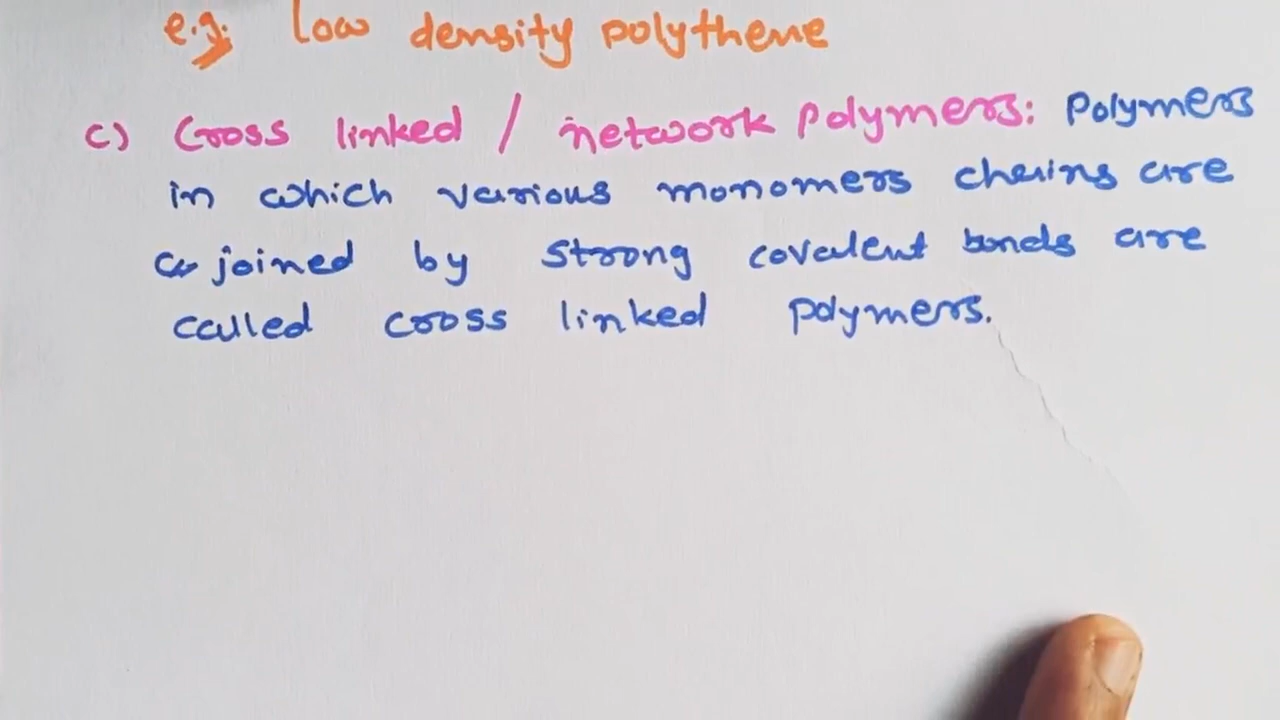 e.g. Low density polythene
c) Cross linked / network polymers: Polymers
in which various monomers chains are
joined by strong covalent bonds are
called cross linked polymers.